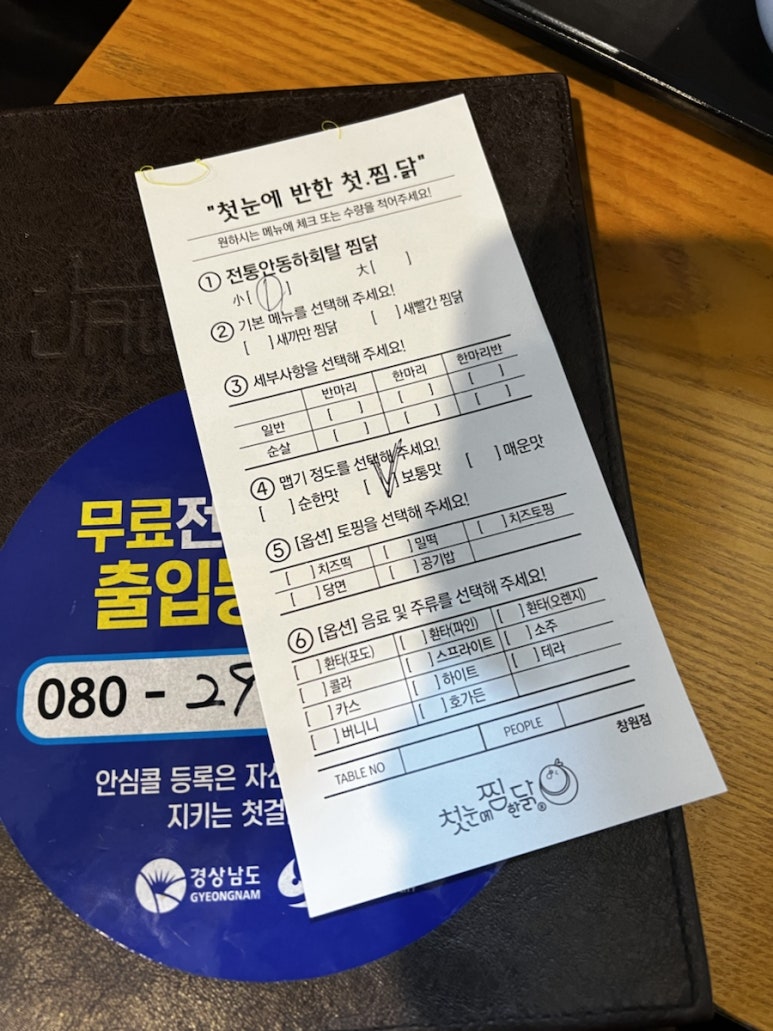 "첫눈에 반한 첫.찜.닭"
원하시는 메뉴에 체크 또는 수량을 적어주세요!
① 전통안동하회탈 찜닭
小 [ ] 大 [ ]
② 기본 메뉴를 선택해 주세요!
[ ] 새까만 찜닭 [ ] 새빨간 찜닭
③ 세부사항을 선택해 주세요!
반마리 한마리 한마리반
일반 [ ] [ ] [ ]
순살 [ ] [ ] [ ]
④ 맵기 정도를 선택해 주세요!
[ ] 순한맛 [V] 보통맛 [ ] 매운맛
⑤ [옵션] 토핑을 선택해 주세요!
[ ] 치즈떡 [ ] 밀떡 [ ] 치즈토핑
[ ] 당면 [ ] 공기밥
⑥ [옵션] 음료 및 주류를 선택해 주세요!
[ ] 환타(포도) [ ] 환타(파인) [ ] 환타(오렌지)
[ ] 콜라 [ ] 스프라이트 [ ] 소주
[ ] 카스 [ ] 하이트 [ ] 테라
[ ] 버니니 [ ] 호가든
TABLE NO PEOPLE 창원점
첫눈에 찜한닭®
무료전
출입
080 - 29
안심콜 등록은 자신
지키는 첫걸
경상남도
GYEONGNAM